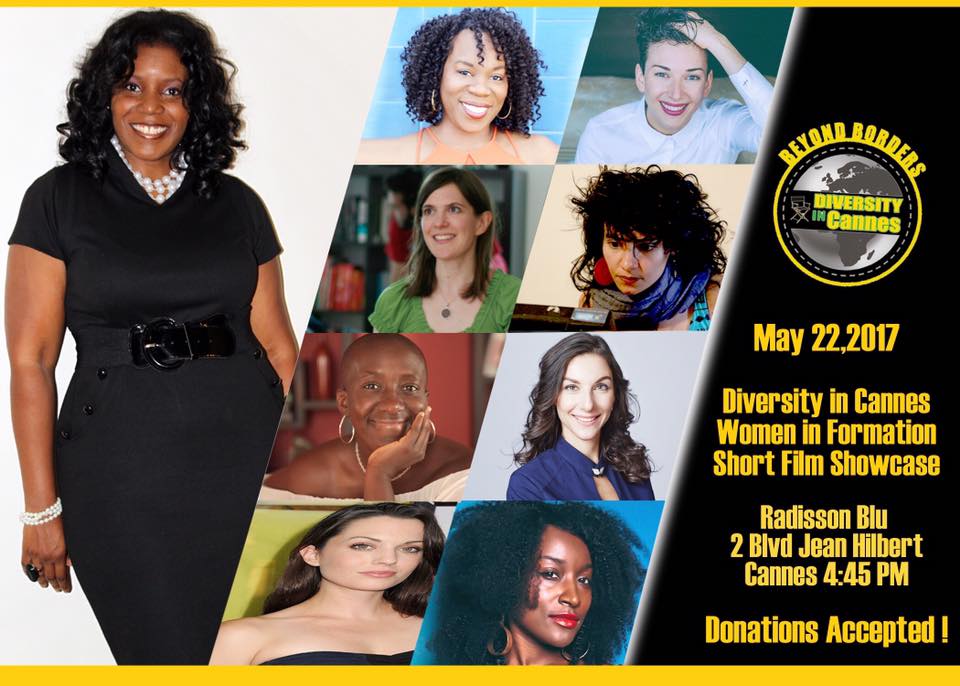 BEYOND BORDERS
DIVERSITY
IN Cannes
May 22,2017
Diversity in Cannes
Women in Formation
Short Film Showcase
Radisson Blu
2 Blvd Jean Hilbert
Cannes 4:45 PM
Donations Accepted !